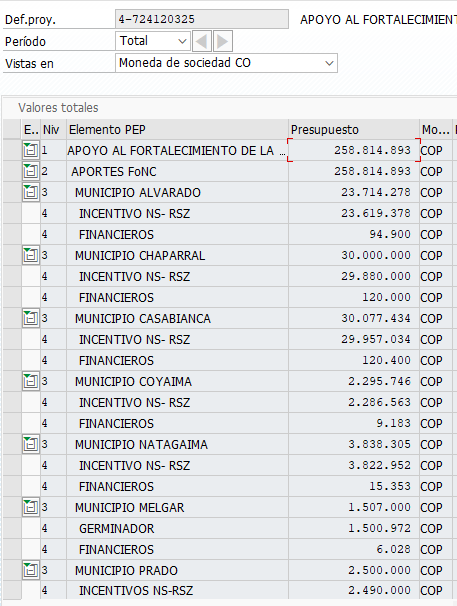 Def.proy. 4-724120325 APOYO AL FORTALECIMIENT
Período Total
Vistas en Moneda de sociedad CO
Valores totales
E.. Niv Elemento PEP Presupuesto Mo...
1 APOYO AL FORTALECIMIENTO DE LA ... 258.814.893 COP
2 APORTES FoNC 258.814.893 COP
3 MUNICIPIO ALVARADO 23.714.278 COP
4 INCENTIVO NS- RSZ 23.619.378 COP
4 FINANCIEROS 94.900 COP
3 MUNICIPIO CHAPARRAL 30.000.000 COP
4 INCENTIVO NS- RSZ 29.880.000 COP
4 FINANCIEROS 120.000 COP
3 MUNICIPIO CASABIANCA 30.077.434 COP
4 INCENTIVO NS- RSZ 29.957.034 COP
4 FINANCIEROS 120.400 COP
3 MUNICIPIO COYAIMA 2.295.746 COP
4 INCENTIVO NS- RSZ 2.286.563 COP
4 FINANCIEROS 9.183 COP
3 MUNICIPIO NATAGAIMA 3.838.305 COP
4 INCENTIVO NS- RSZ 3.822.952 COP
4 FINANCIEROS 15.353 COP
3 MUNICIPIO MELGAR 1.507.000 COP
4 GERMINADOR 1.500.972 COP
4 FINANCIEROS 6.028 COP
3 MUNICIPIO PRADO 2.500.000 COP
4 INCENTIVOS NS-RSZ 2.490.000 COP